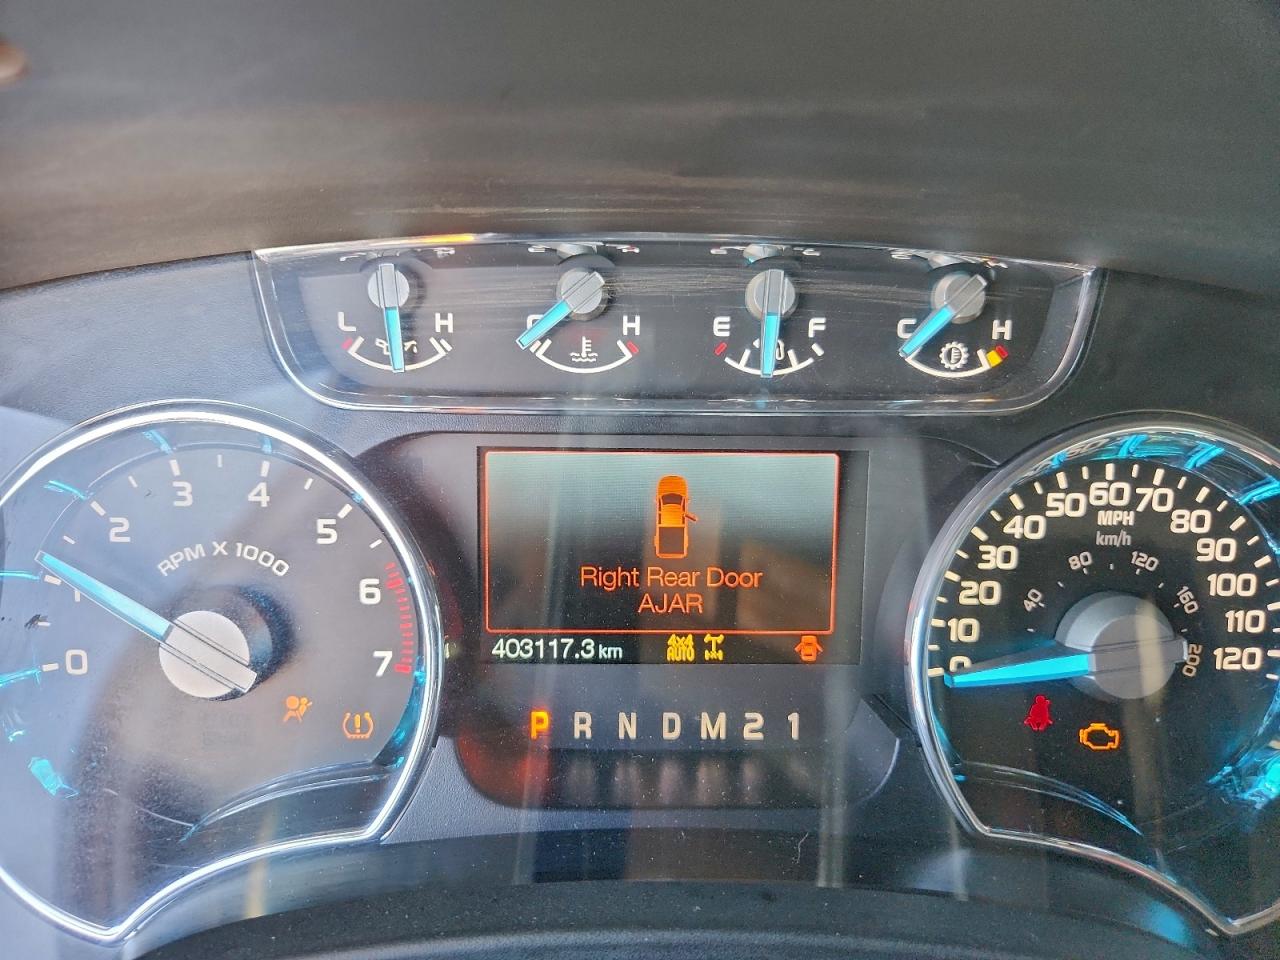 L H
H
E F
C H
0 1 2 3 4 5 6 7
RPM X 1000
Right Rear Door
AJAR
403117.3 km
4x4
AUTO
P R N D M 2 1
0 10 20 30 40 50 60 70 80 90 100 110 120
MPH
km/h
40 80 120 160 200